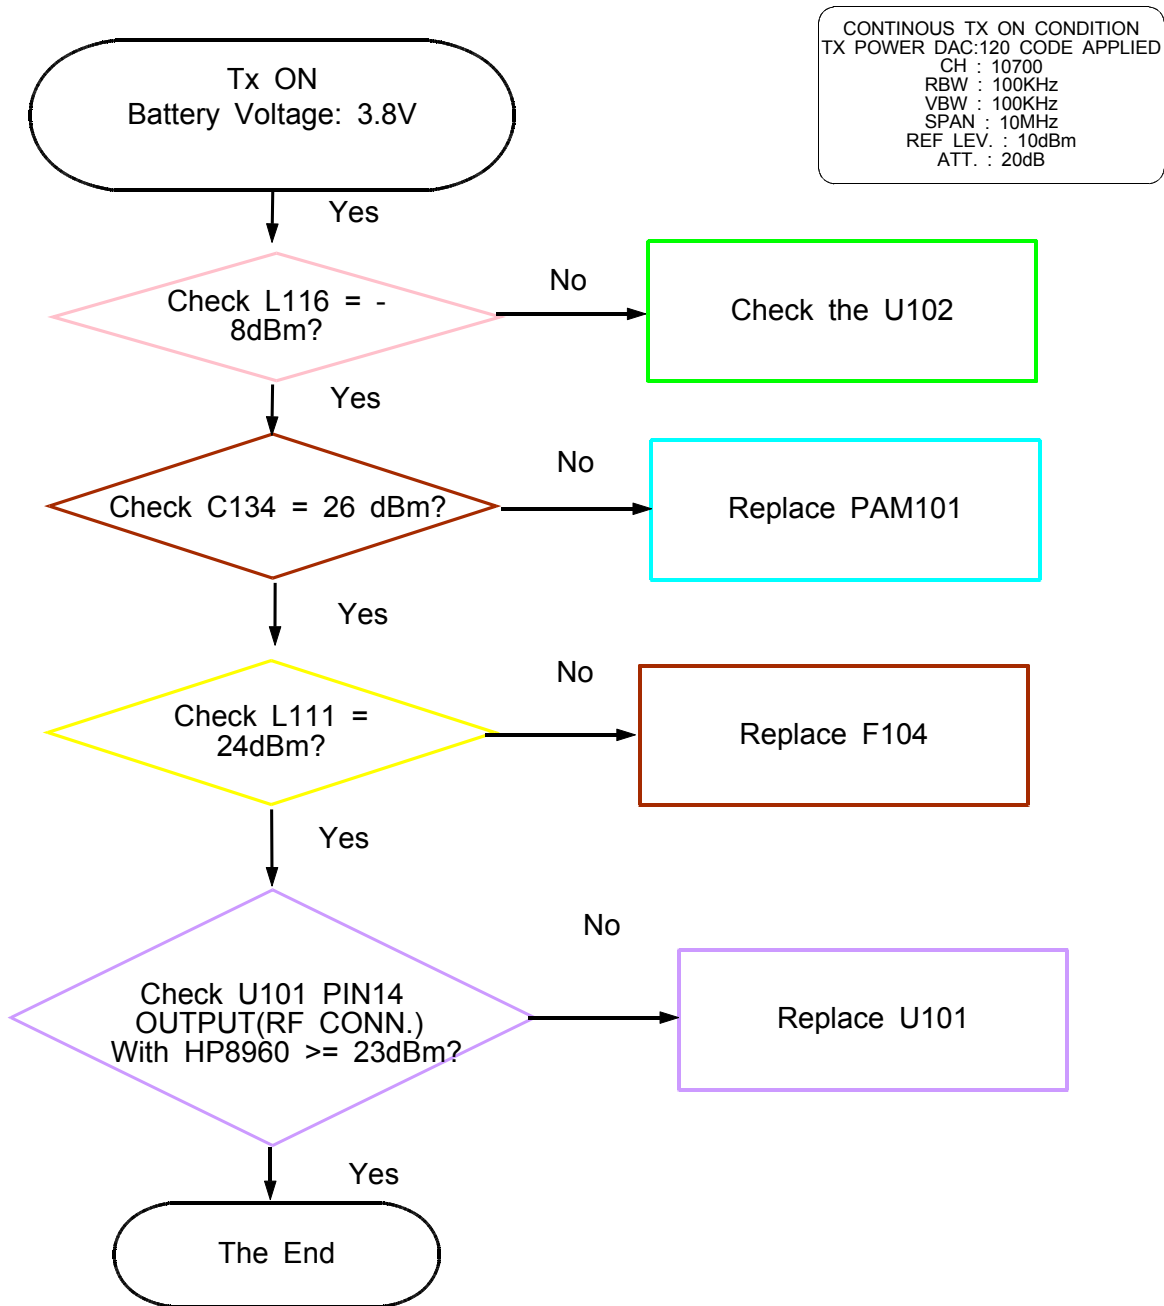 CONTINOUS TX ON CONDITION
TX POWER DAC:120 CODE APPLIED
CH : 10700
RBW : 100KHz
VBW : 100KHz
SPAN : 10MHz
REF LEV. : 10dBm
ATT. : 20dB
Tx ON
Battery Voltage: 3.8V
Yes
Check L116 = -
8dBm?
No
Check the U102
Yes
Check C134 = 26 dBm?
No
Replace PAM101
Yes
Check L111 =
24dBm?
No
Replace F104
Yes
Check U101 PIN14
OUTPUT(RF CONN.)
With HP8960 >= 23dBm?
No
Replace U101
Yes
The End